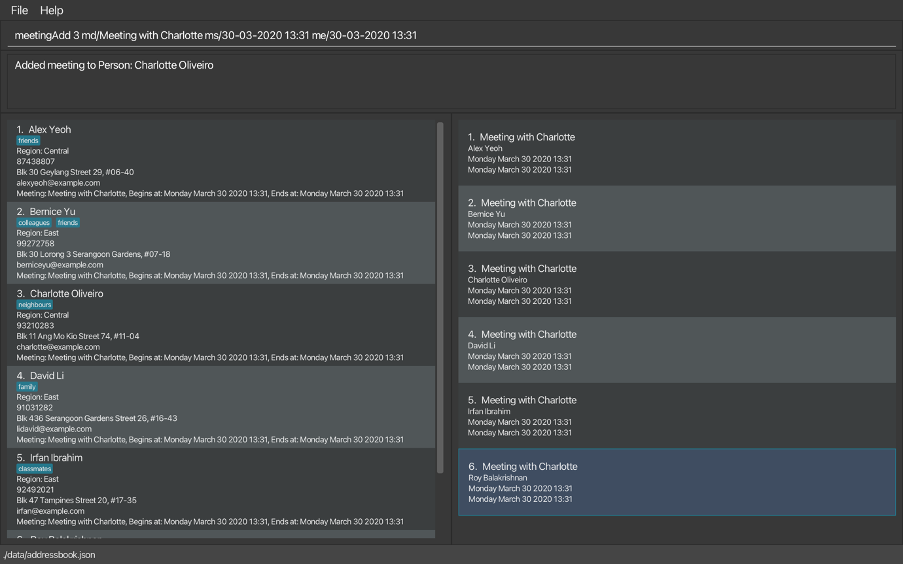 File Help
meetingAdd 3 md/Meeting with Charlotte ms/30-03-2020 13:31 me/30-03-2020 13:31
Added meeting to Person: Charlotte Oliveiro
1. Alex Yeoh
friends
Region: Central
87438807
Blk 30 Geylang Street 29, #06-40
alexyeoh@example.com
Meeting: Meeting with Charlotte, Begins at: Monday March 30 2020 13:31, Ends at: Monday March 30 2020 13:31
2. Bernice Yu
colleagues friends
Region: East
99272758
Blk 30 Lorong 3 Serangoon Gardens, #07-18
berniceyu@example.com
Meeting: Meeting with Charlotte, Begins at: Monday March 30 2020 13:31, Ends at: Monday March 30 2020 13:31
3. Charlotte Oliveiro
neighbours
Region: Central
93210283
Blk 11 Ang Mo Kio Street 74, #11-04
charlotte@example.com
Meeting: Meeting with Charlotte, Begins at: Monday March 30 2020 13:31, Ends at: Monday March 30 2020 13:31
4. David Li
family
Region: East
91031282
Blk 436 Serangoon Gardens Street 26, #16-43
lidavid@example.com
Meeting: Meeting with Charlotte, Begins at: Monday March 30 2020 13:31, Ends at: Monday March 30 2020 13:31
5. Irfan Ibrahim
classmates
Region: East
92492021
Blk 47 Tampines Street 20, #17-35
irfan@example.com
Meeting: Meeting with Charlotte, Begins at: Monday March 30 2020 13:31, Ends at: Monday March 30 2020 13:31
1. Meeting with Charlotte
Alex Yeoh
Monday March 30 2020 13:31
Monday March 30 2020 13:31
2. Meeting with Charlotte
Bernice Yu
Monday March 30 2020 13:31
Monday March 30 2020 13:31
3. Meeting with Charlotte
Charlotte Oliveiro
Monday March 30 2020 13:31
Monday March 30 2020 13:31
4. Meeting with Charlotte
David Li
Monday March 30 2020 13:31
Monday March 30 2020 13:31
5. Meeting with Charlotte
Irfan Ibrahim
Monday March 30 2020 13:31
Monday March 30 2020 13:31
6. Meeting with Charlotte
Roy Balakrishnan
Monday March 30 2020 13:31
Monday March 30 2020 13:31
./data/addressbook.json